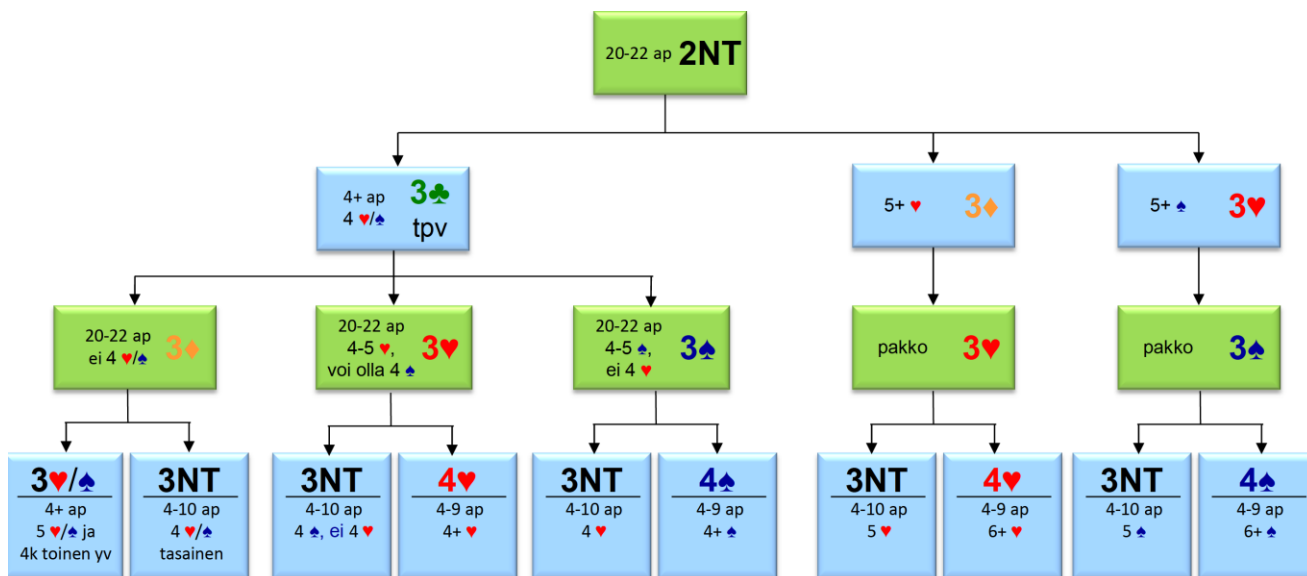 20-22 ap 2NT
4+ ap
4 ♥/♠
3♣
tpv
5+ ♥ 3♦
5+ ♠ 3♥
20-22 ap
ei 4 ♥/♠
3♦
20-22 ap
4-5 ♥,
voi olla 4 ♠
3♥
20-22 ap
4-5 ♠,
ei 4 ♥
3♠
pakko 3♥
pakko 3♠
3♥/♠
4+ ap
5 ♥/♠ ja
4k toinen yv
3NT
4-10 ap
4 ♥/♠
tasainen
3NT
4-10 ap
4 ♠, ei 4 ♥
4♥
4-9 ap
4+ ♥
3NT
4-10 ap
4 ♥
4♠
4-9 ap
4+ ♠
3NT
4-10 ap
5 ♥
4♥
4-9 ap
6+ ♥
3NT
4-10 ap
5 ♠
4♠
4-9 ap
6+ ♠